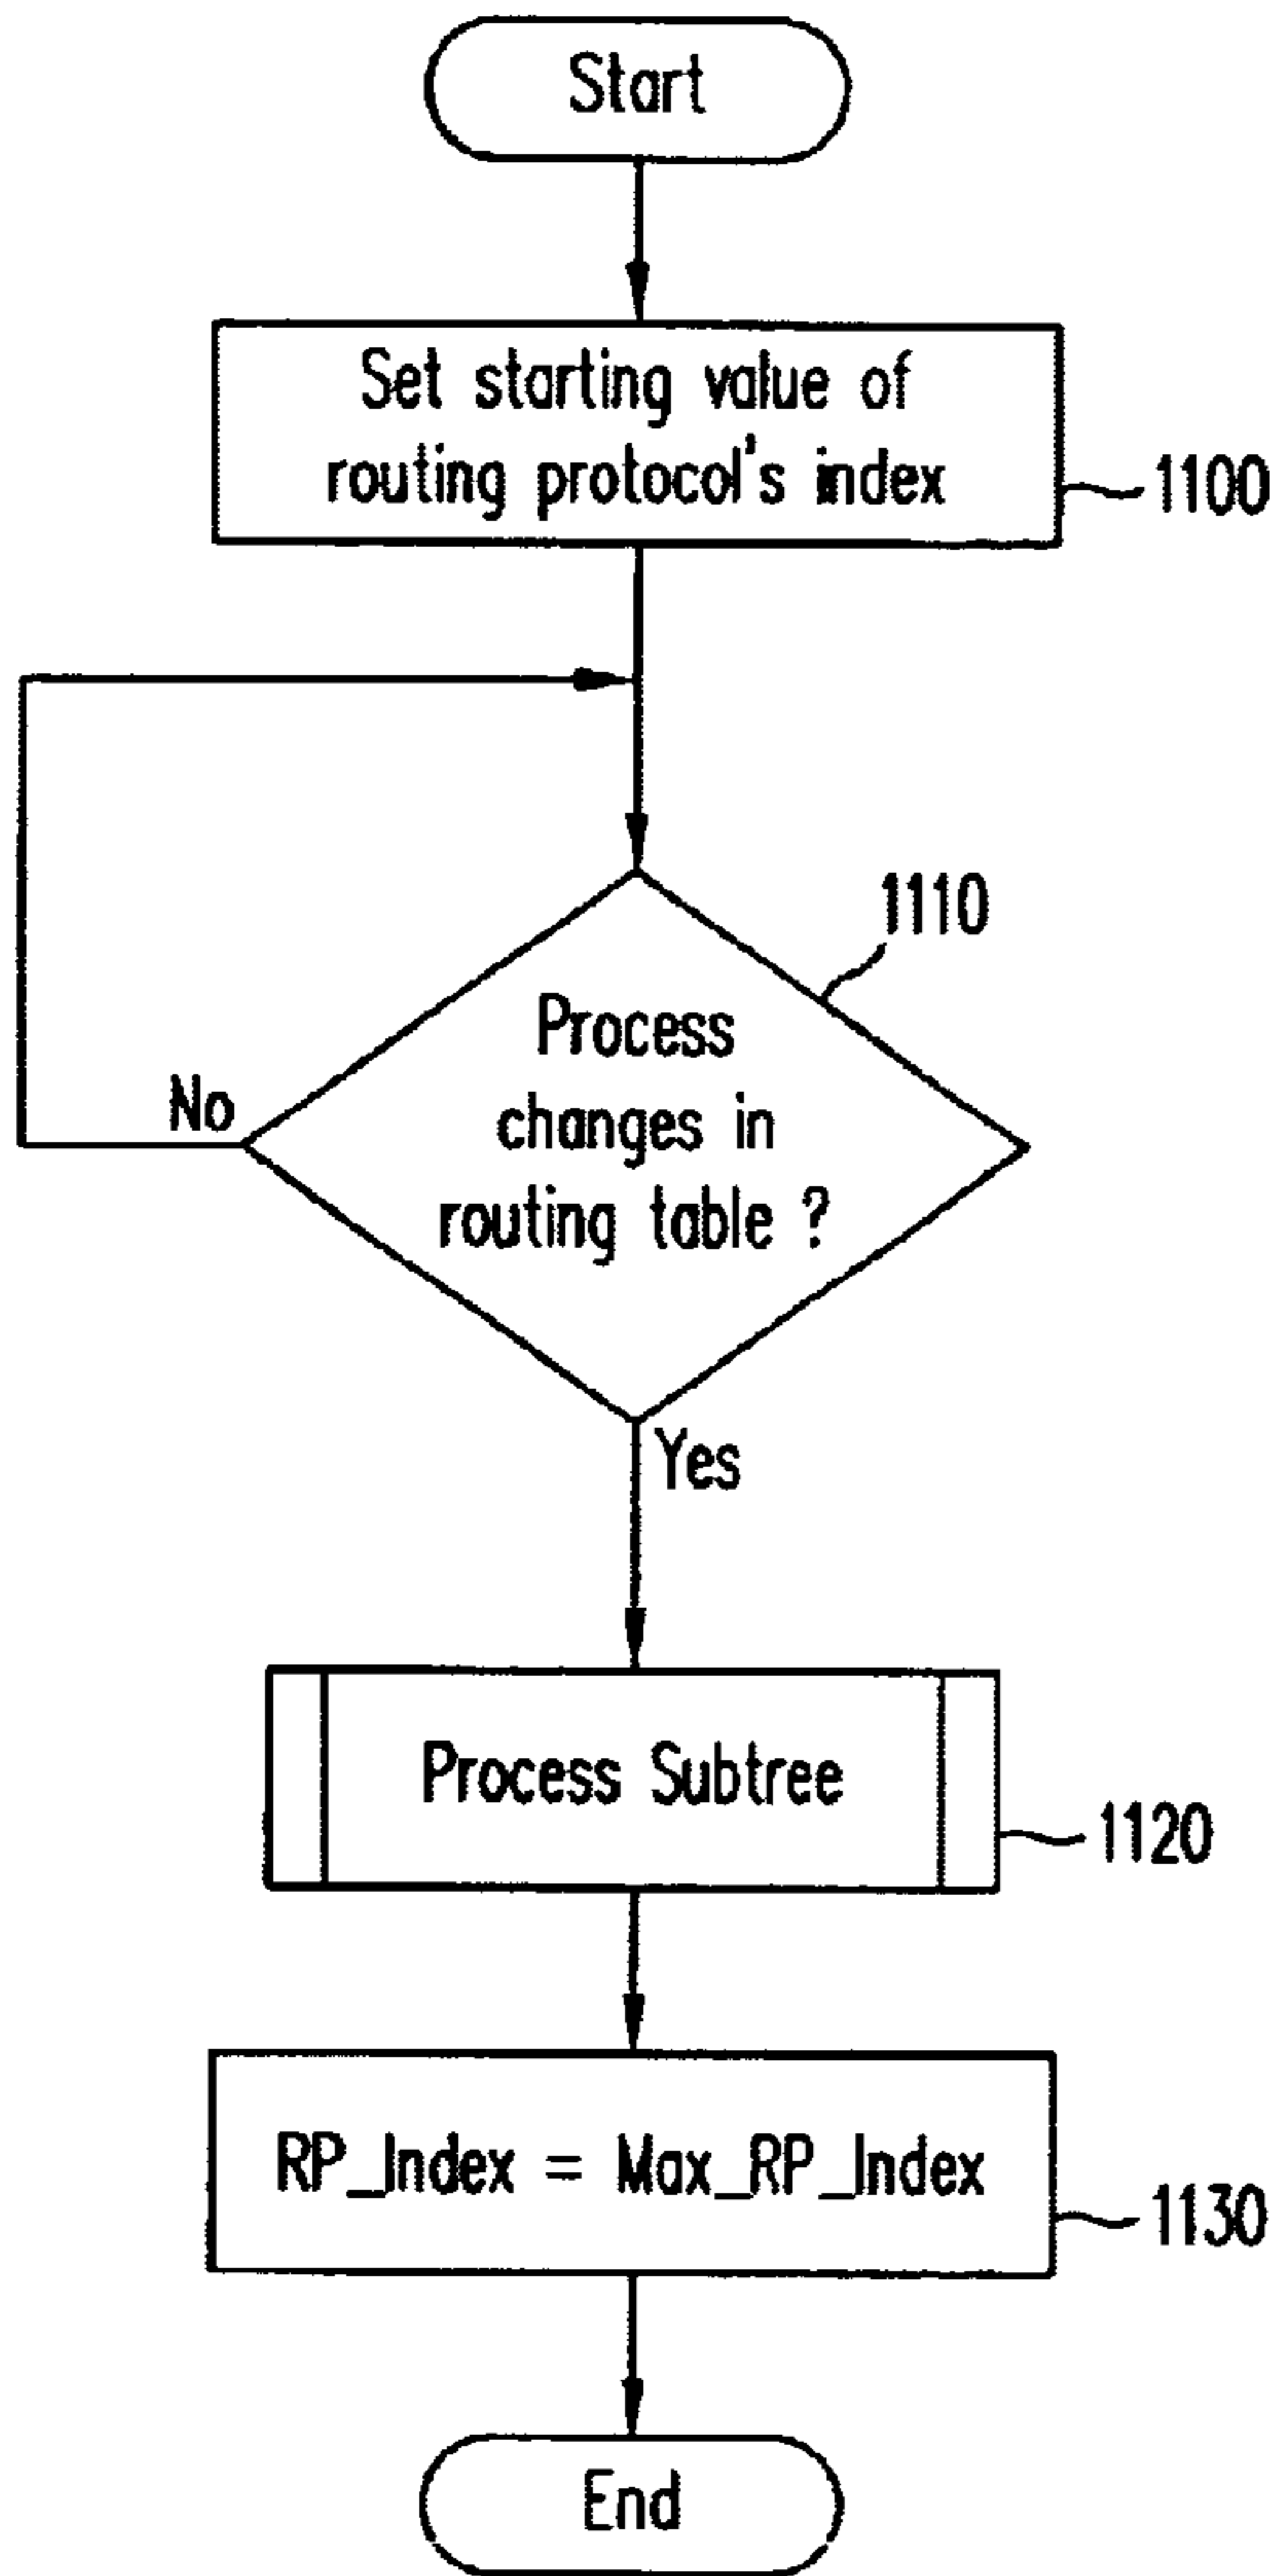 Start
Set starting value of
routing protocol's index
1100
1110
Process
changes in
routing table ?
No
Yes
Process Subtree
1120
RP_Index = Max_RP_Index
1130
End